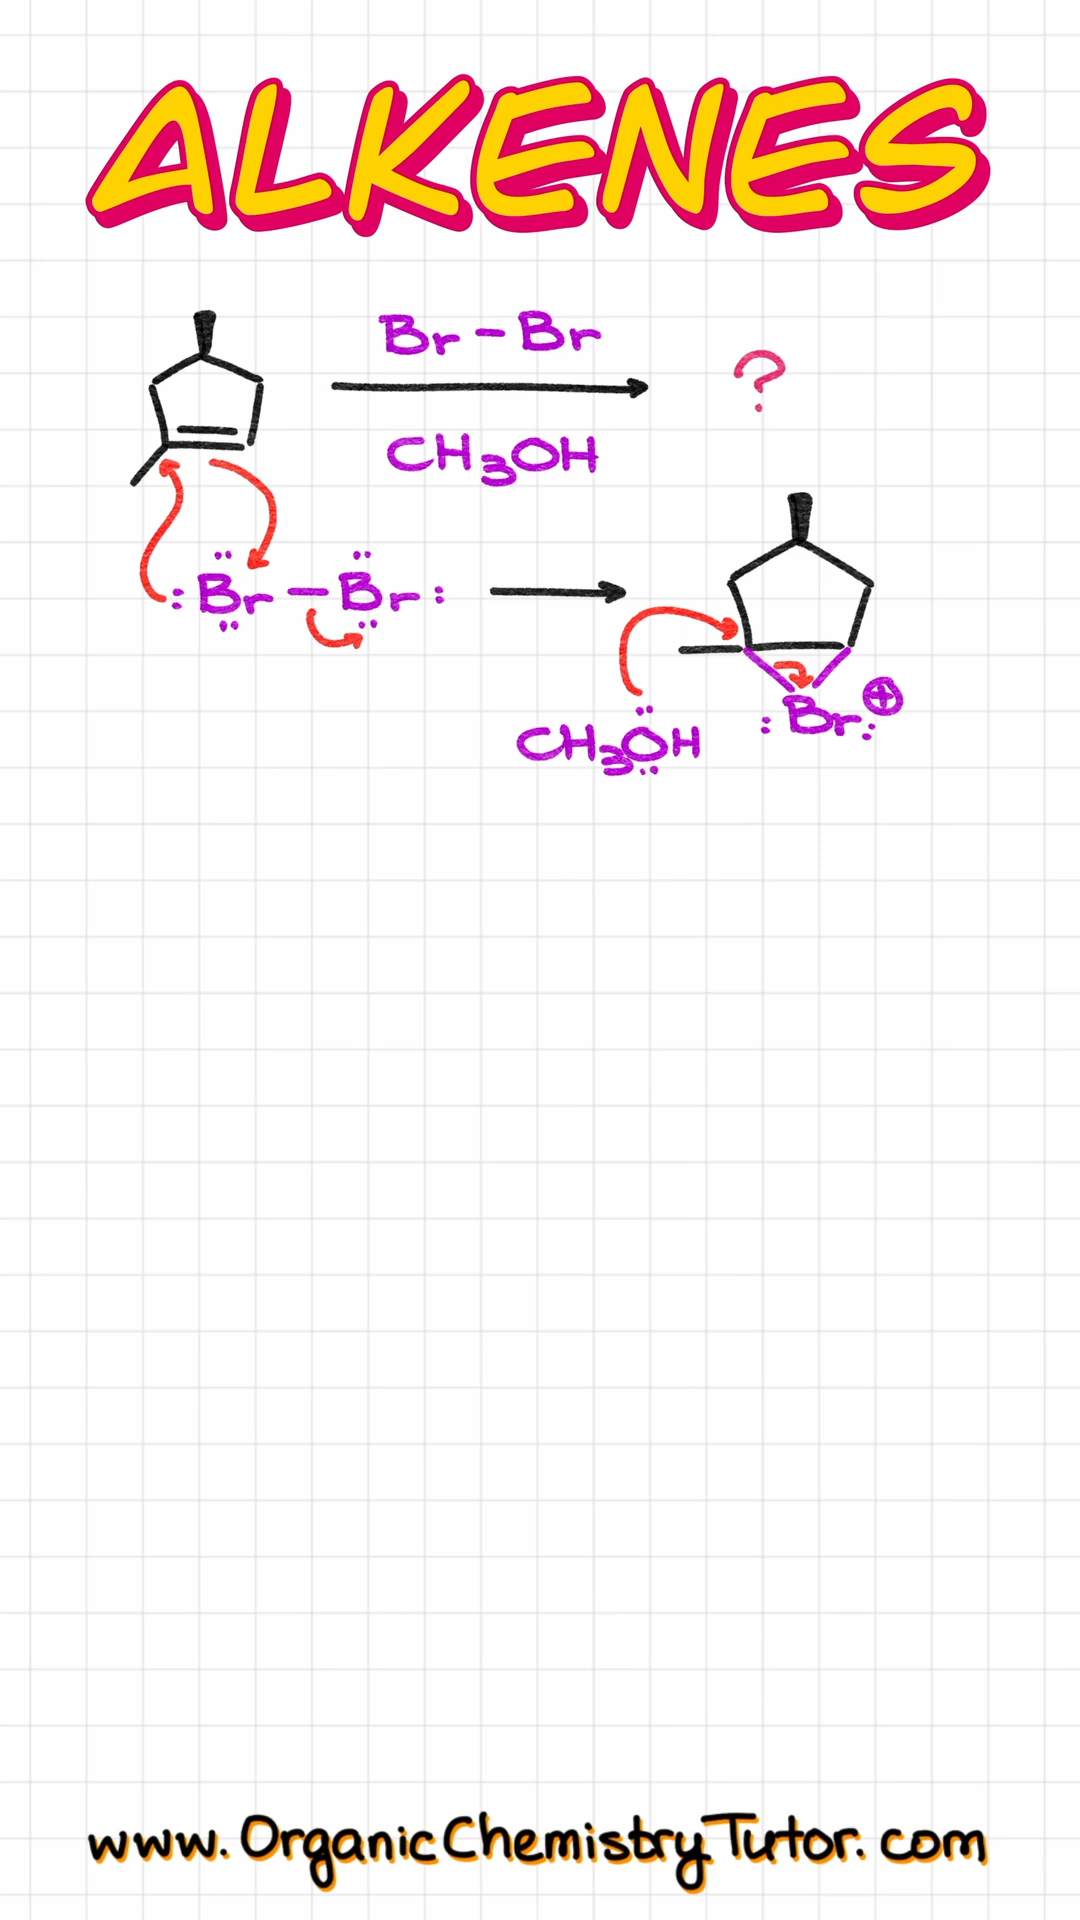 ALKENES
Br-Br
?
CH3OH
:Br-Br:
CH3OH
:Br: ⊕
www.OrganicChemistryTutor.com